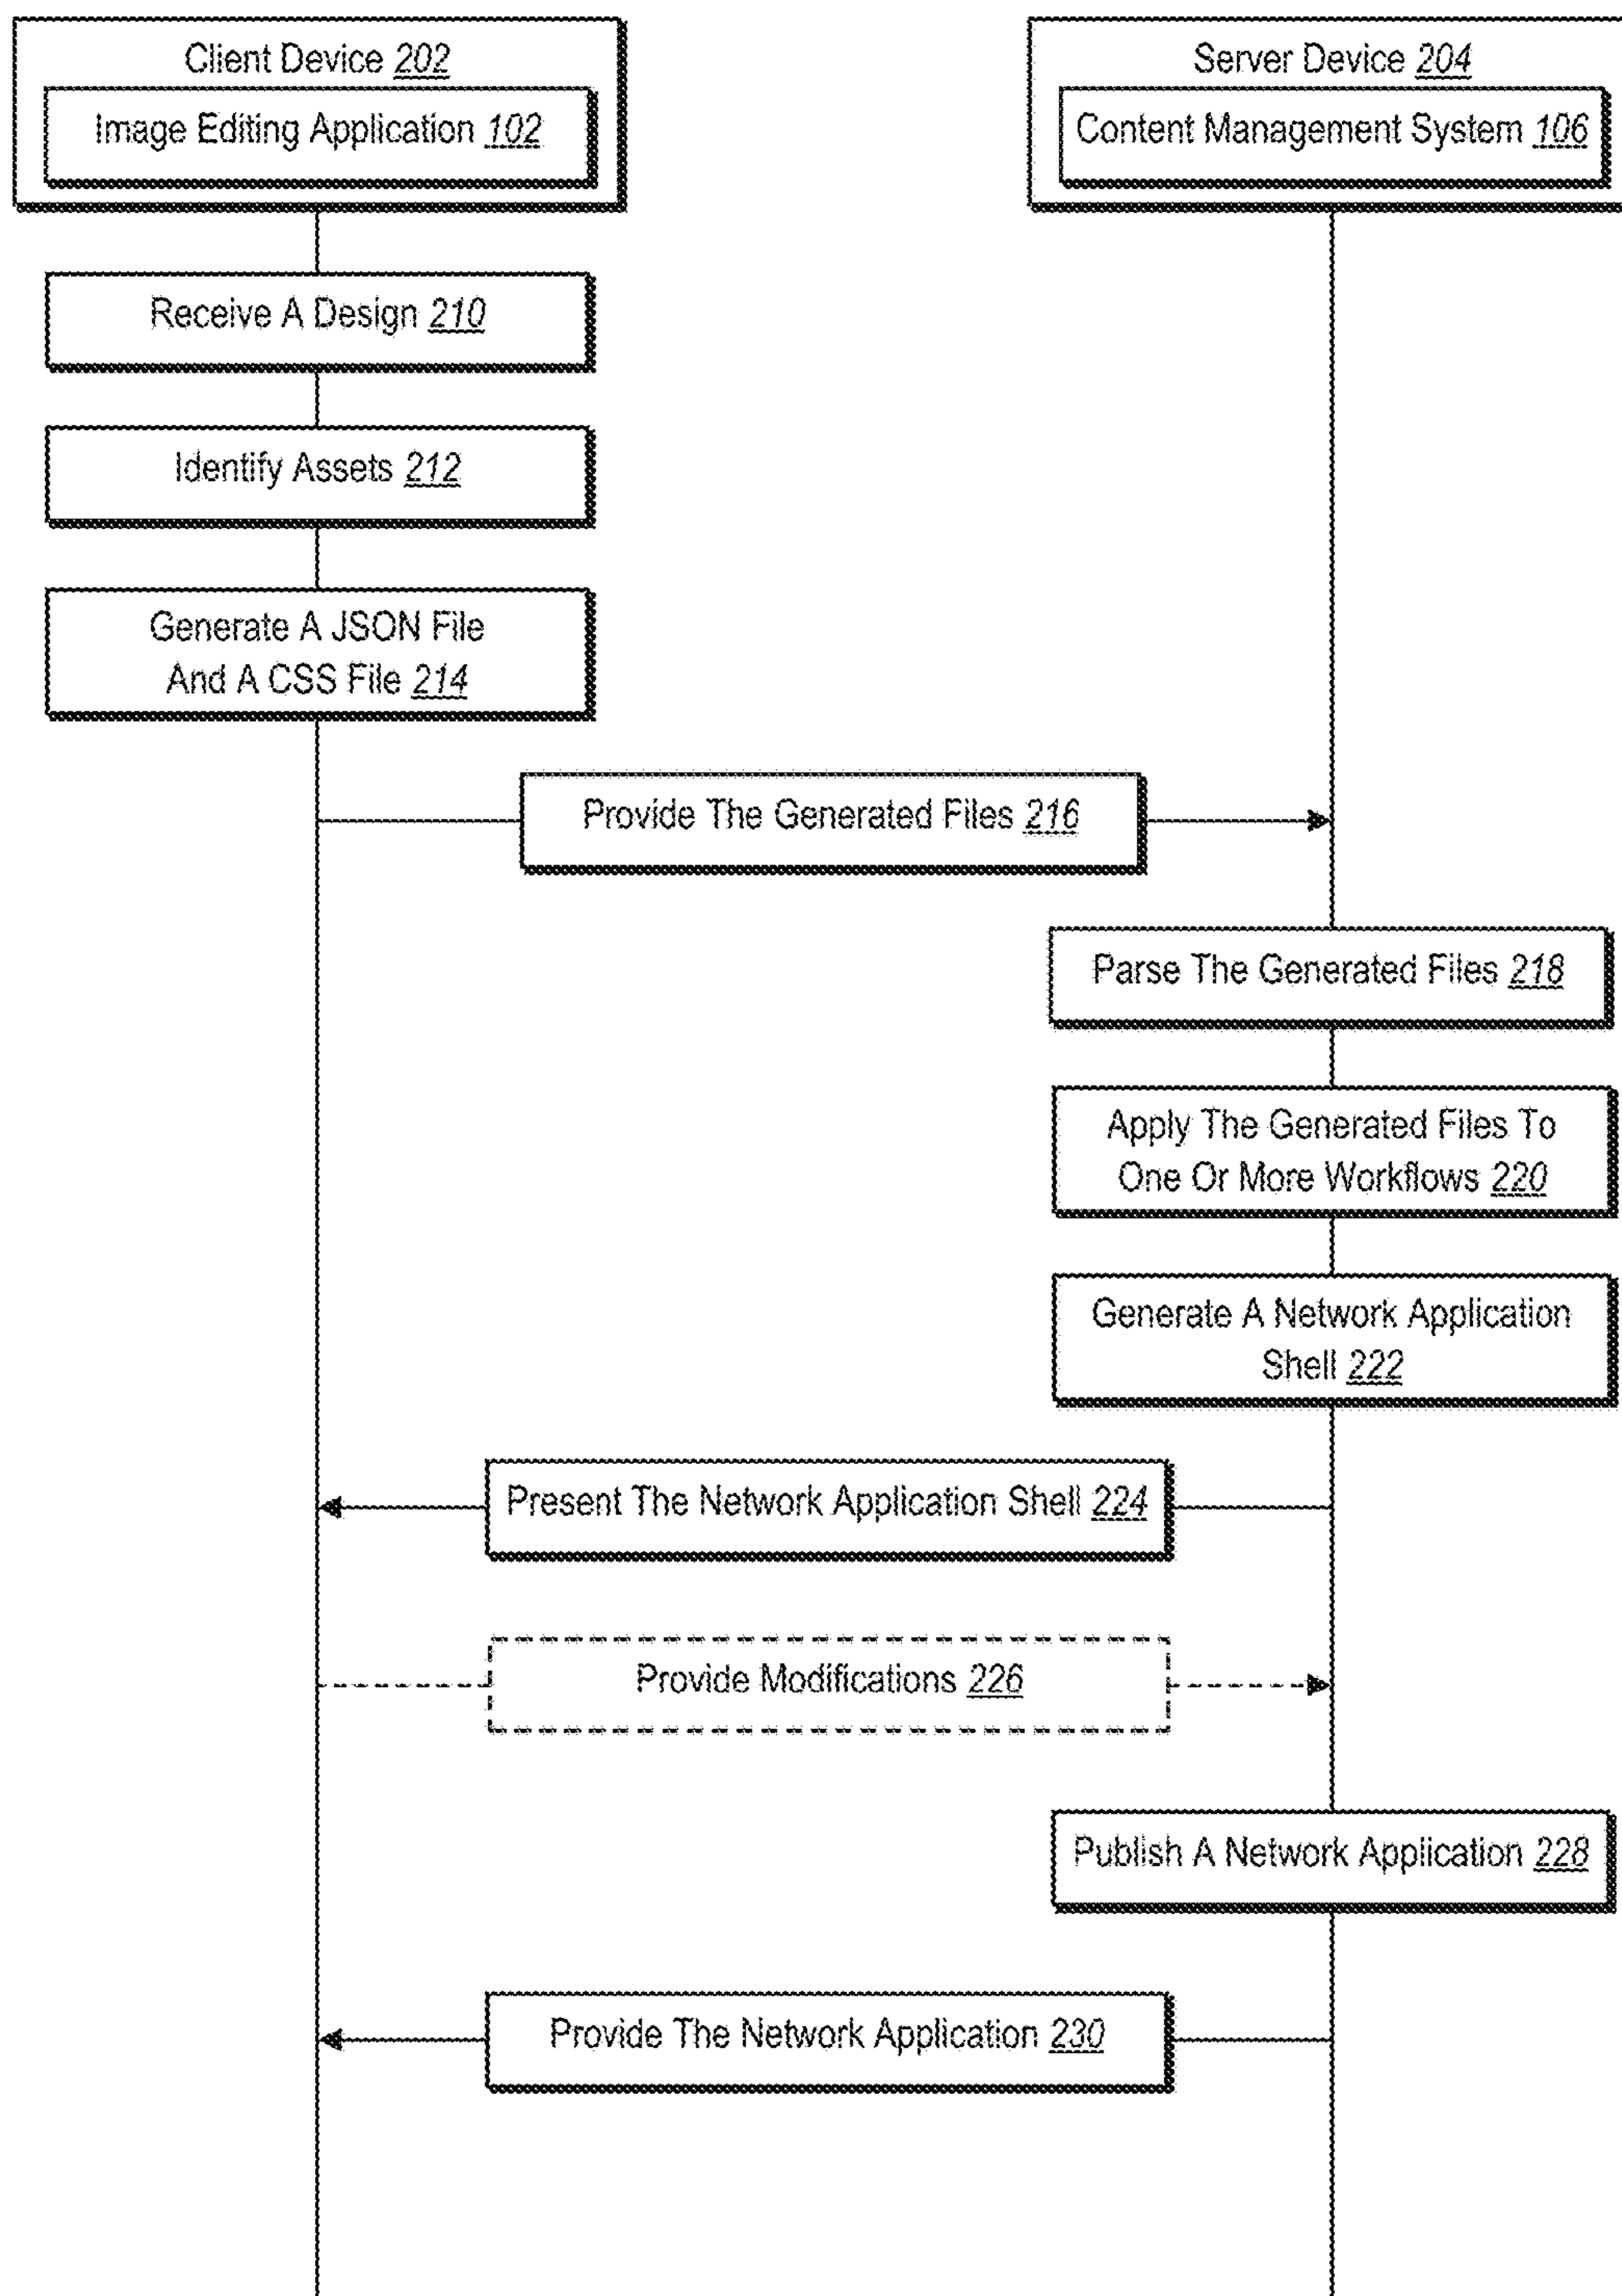 Client Device 202
Image Editing Application 102
Server Device 204
Content Management System 106
Receive A Design 210
Identify Assets 212
Generate A JSON File
And A CSS File 214
Provide The Generated Files 216
Parse The Generated Files 218
Apply The Generated Files To
One Or More Workflows 220
Generate A Network Application
Shell 222
Present The Network Application Shell 224
Provide Modifications 226
Publish A Network Application 228
Provide The Network Application 230